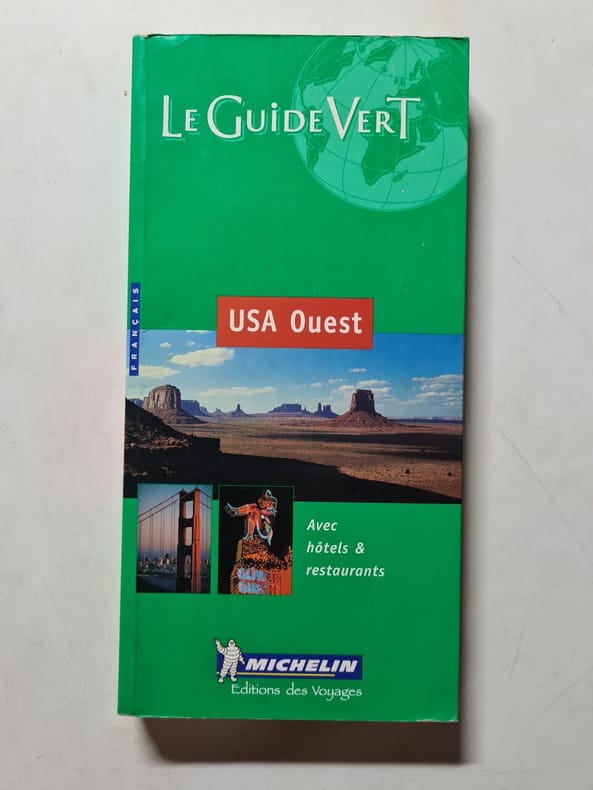 LE GUIDE VERT
FRANÇAIS
USA Ouest
Avec
hôtels &
restaurants
MICHELIN
Editions des Voyages